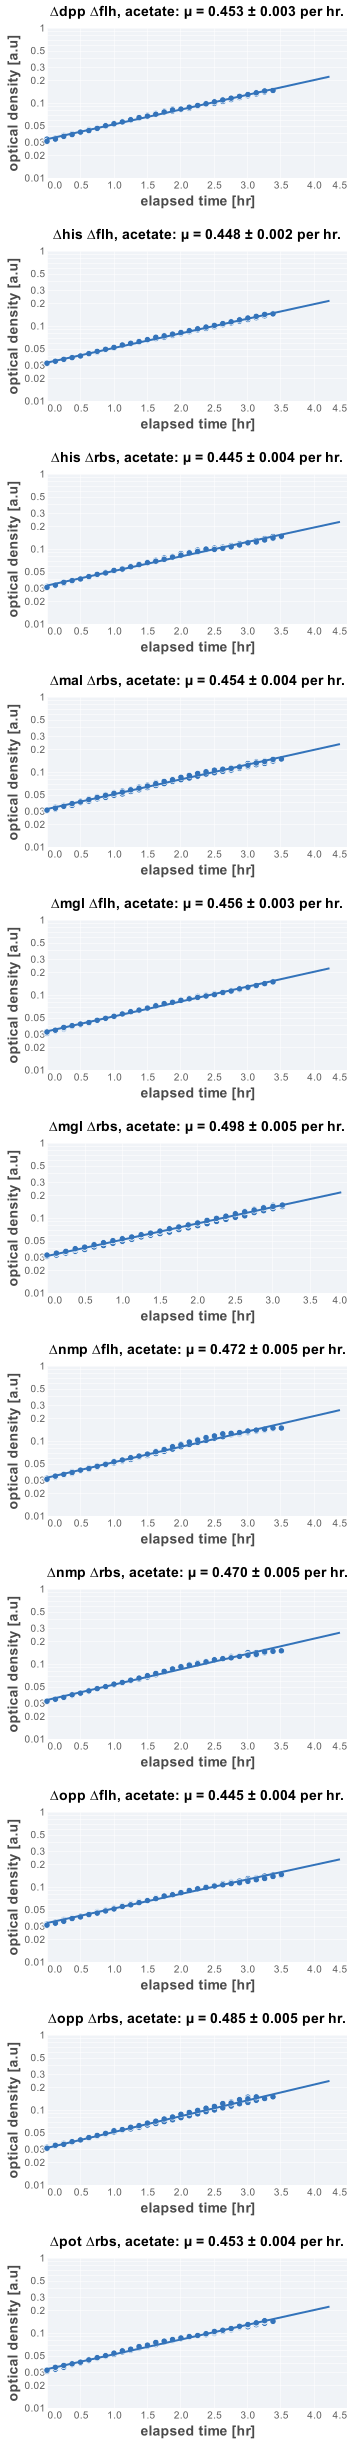 Δdpp Δflh, acetate: μ = 0.453 ± 0.003 per hr.
optical density [a.u]
1
0.5
0.3
0.2
0.1
0.05
0.03
0.02
0.01
0.0 0.5 1.0 1.5 2.0 2.5 3.0 3.5 4.0 4.5
elapsed time [hr]
Δhis Δflh, acetate: μ = 0.448 ± 0.002 per hr.
optical density [a.u]
1
0.5
0.3
0.2
0.1
0.05
0.03
0.02
0.01
0.0 0.5 1.0 1.5 2.0 2.5 3.0 3.5 4.0 4.5
elapsed time [hr]
Δhis Δrbs, acetate: μ = 0.445 ± 0.004 per hr.
optical density [a.u]
1
0.5
0.3
0.2
0.1
0.05
0.03
0.02
0.01
0.0 0.5 1.0 1.5 2.0 2.5 3.0 3.5 4.0 4.5
elapsed time [hr]
Δmal Δrbs, acetate: μ = 0.454 ± 0.004 per hr.
optical density [a.u]
1
0.5
0.3
0.2
0.1
0.05
0.03
0.02
0.01
0.0 0.5 1.0 1.5 2.0 2.5 3.0 3.5 4.0 4.5
elapsed time [hr]
Δmgl Δflh, acetate: μ = 0.456 ± 0.003 per hr.
optical density [a.u]
1
0.5
0.3
0.2
0.1
0.05
0.03
0.02
0.01
0.0 0.5 1.0 1.5 2.0 2.5 3.0 3.5 4.0 4.5
elapsed time [hr]
Δmgl Δrbs, acetate: μ = 0.498 ± 0.005 per hr.
optical density [a.u]
1
0.5
0.3
0.2
0.1
0.05
0.03
0.02
0.01
0.0 0.5 1.0 1.5 2.0 2.5 3.0 3.5 4.0
elapsed time [hr]
Δnmp Δflh, acetate: μ = 0.472 ± 0.005 per hr.
optical density [a.u]
1
0.5
0.3
0.2
0.1
0.05
0.03
0.02
0.01
0.0 0.5 1.0 1.5 2.0 2.5 3.0 3.5 4.0 4.5
elapsed time [hr]
Δnmp Δrbs, acetate: μ = 0.470 ± 0.005 per hr.
optical density [a.u]
1
0.5
0.3
0.2
0.1
0.05
0.03
0.02
0.01
0.0 0.5 1.0 1.5 2.0 2.5 3.0 3.5 4.0 4.5
elapsed time [hr]
Δopp Δflh, acetate: μ = 0.445 ± 0.004 per hr.
optical density [a.u]
1
0.5
0.3
0.2
0.1
0.05
0.03
0.02
0.01
0.0 0.5 1.0 1.5 2.0 2.5 3.0 3.5 4.0 4.5
elapsed time [hr]
Δopp Δrbs, acetate: μ = 0.485 ± 0.005 per hr.
optical density [a.u]
1
0.5
0.3
0.2
0.1
0.05
0.03
0.02
0.01
0.0 0.5 1.0 1.5 2.0 2.5 3.0 3.5 4.0 4.5
elapsed time [hr]
Δpot Δrbs, acetate: μ = 0.453 ± 0.004 per hr.
optical density [a.u]
1
0.5
0.3
0.2
0.1
0.05
0.03
0.02
0.01
0.0 0.5 1.0 1.5 2.0 2.5 3.0 3.5 4.0 4.5
elapsed time [hr]